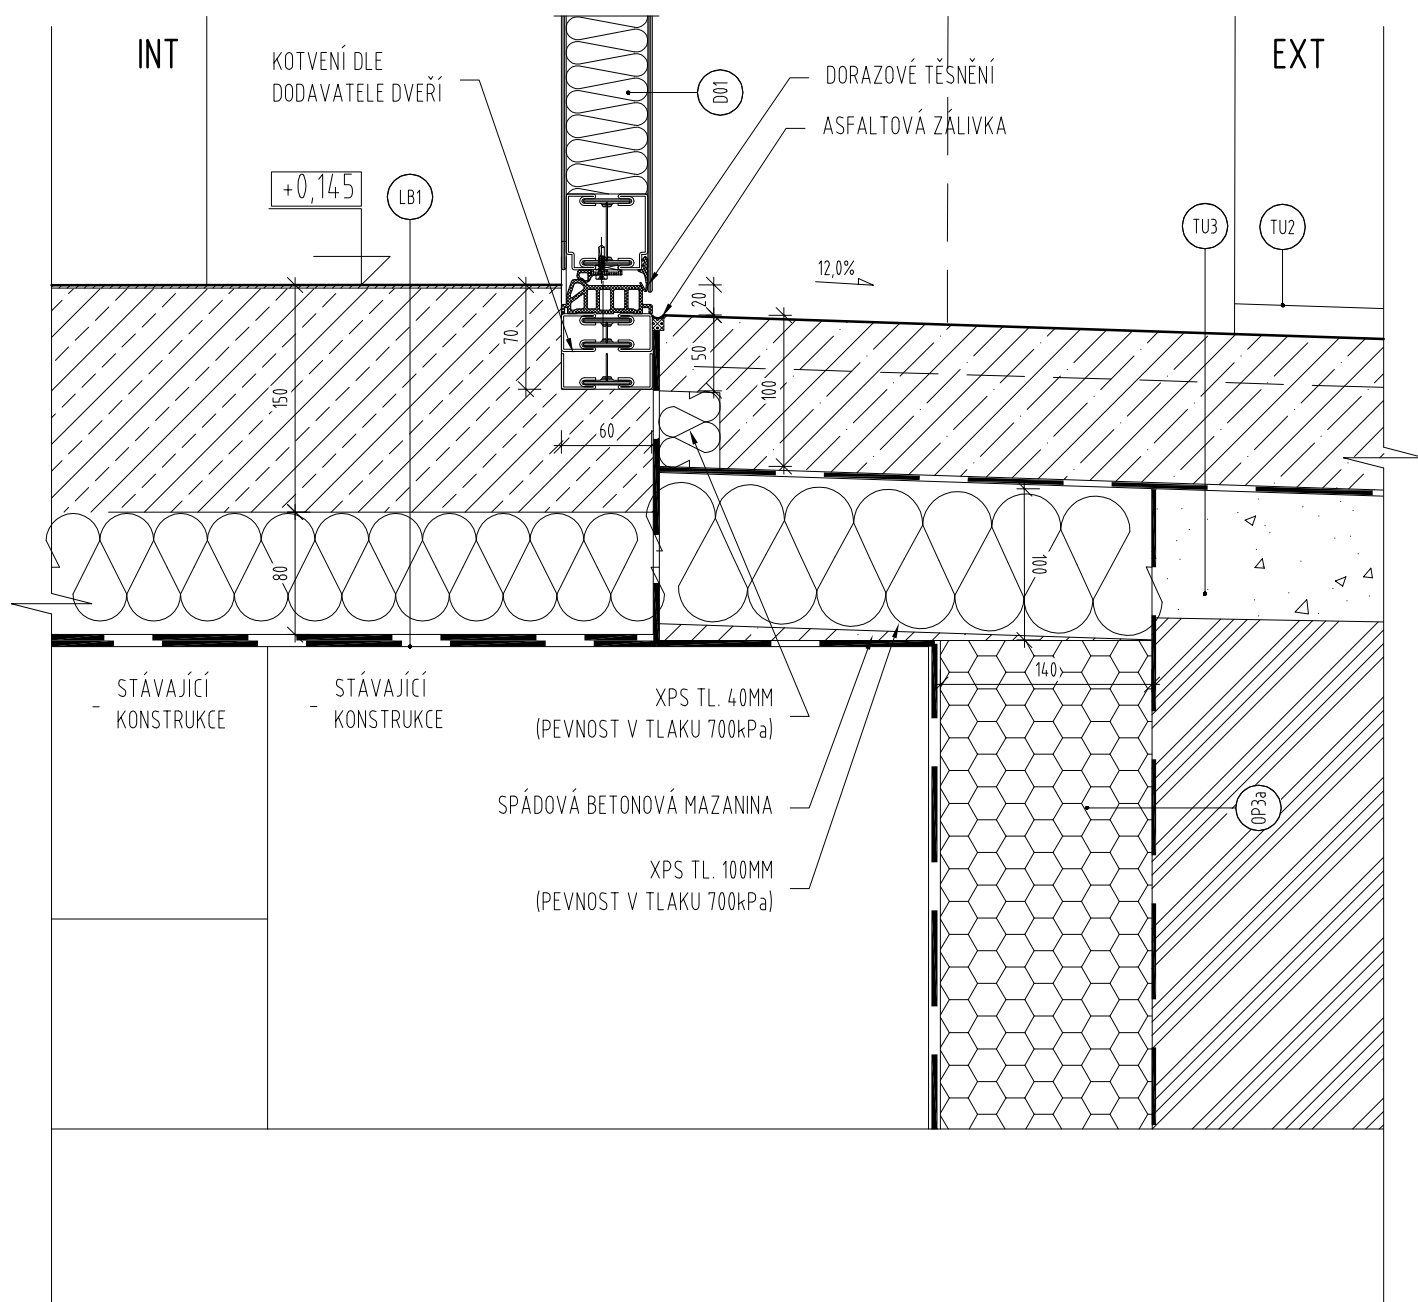 INT
KOTVENÍ DLE
DODAVATELE DVEŘÍ
D01
DORAZOVÉ TĚSNĚNÍ
EXT
ASFALTOVÁ ZÁLIVKA
+0,145
LB1
TU3
TU2
12,0%
20
70
50
100
150
60
80
100
140
STÁVAJÍCÍ
- KONSTRUKCE
STÁVAJÍCÍ
- KONSTRUKCE
XPS TL. 40MM
(PEVNOST V TLAKU 700kPa)
SPÁDOVÁ BETONOVÁ MAZANINA
OP3a
XPS TL. 100MM
(PEVNOST V TLAKU 700kPa)